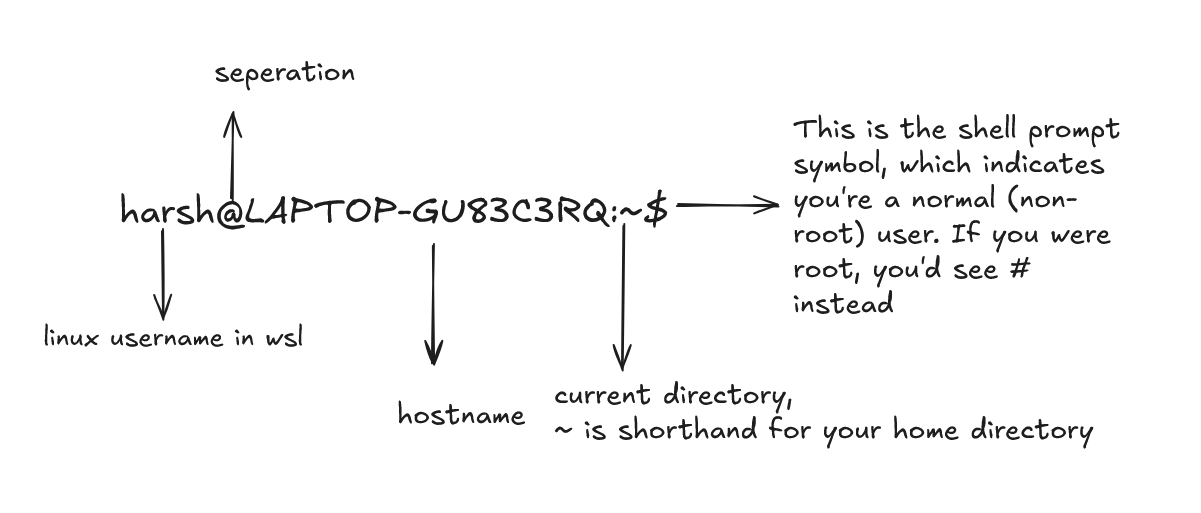 seperation
harsh@LAPTOP-GU83C3RQ:~$
This is the shell prompt
symbol, which indicates
you're a normal (non-
root) user. If you were
root, you'd see #
instead
linux username in wsl
hostname
current directory,
~ is shorthand for your home directory